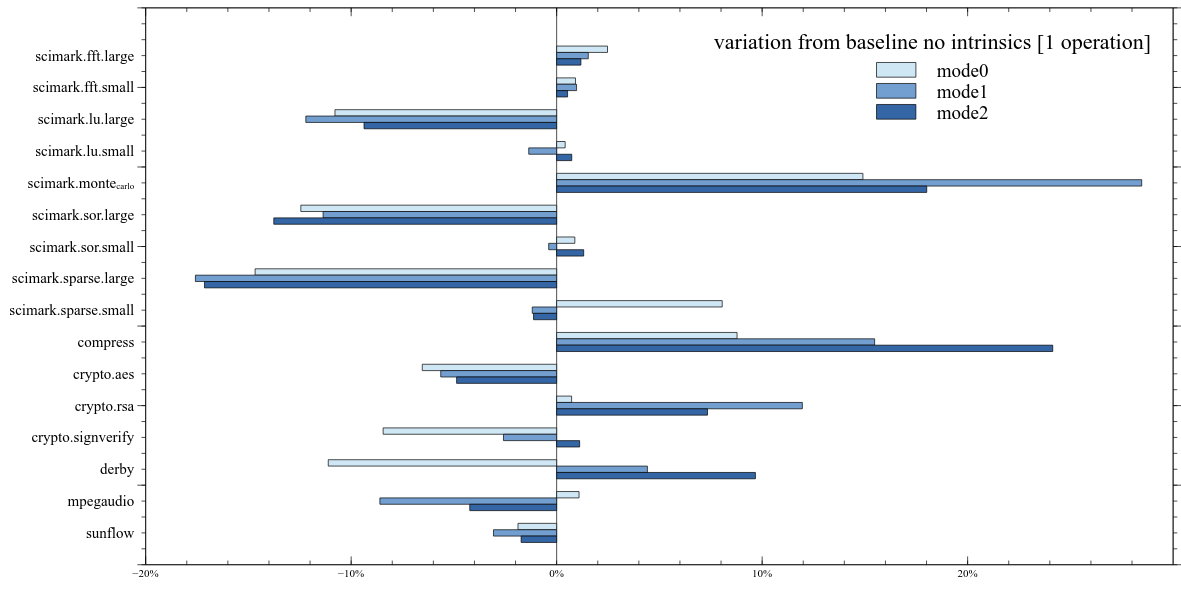 variation from baseline no intrinsics [1 operation]
mode0
mode1
mode2
scimark.fft.large
scimark.fft.small
scimark.lu.large
scimark.lu.small
scimark.montecarlo
scimark.sor.large
scimark.sor.small
scimark.sparse.large
scimark.sparse.small
compress
crypto.aes
crypto.rsa
crypto.signverify
derby
mpegaudio
sunflow
−20% −10% 0% 10% 20%